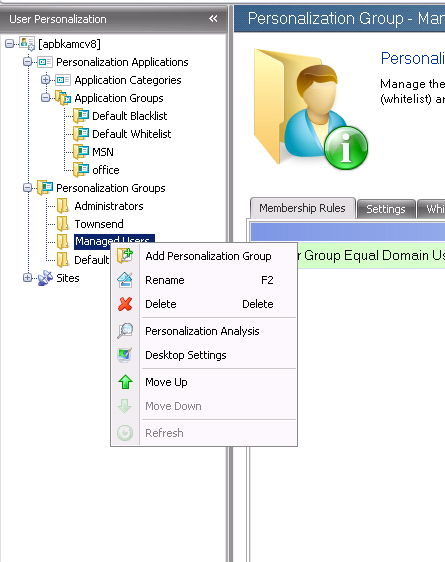 User Personalization «
Personalization Group - Mar
[apbkamcv8]
Personalization Applications
Application Categories
Application Groups
Default Blacklist
Default Whitelist
MSN
office
Personalization Groups
Administrators
Townsend
Managed Users
Default
Sites
Add Personalization Group
Rename F2
Delete Delete
Personalization Analysis
Desktop Settings
Move Up
Move Down
Refresh
Personali
Manage the
(whitelist) an
Membership Rules Settings Whi
r Group Equal Domain Us